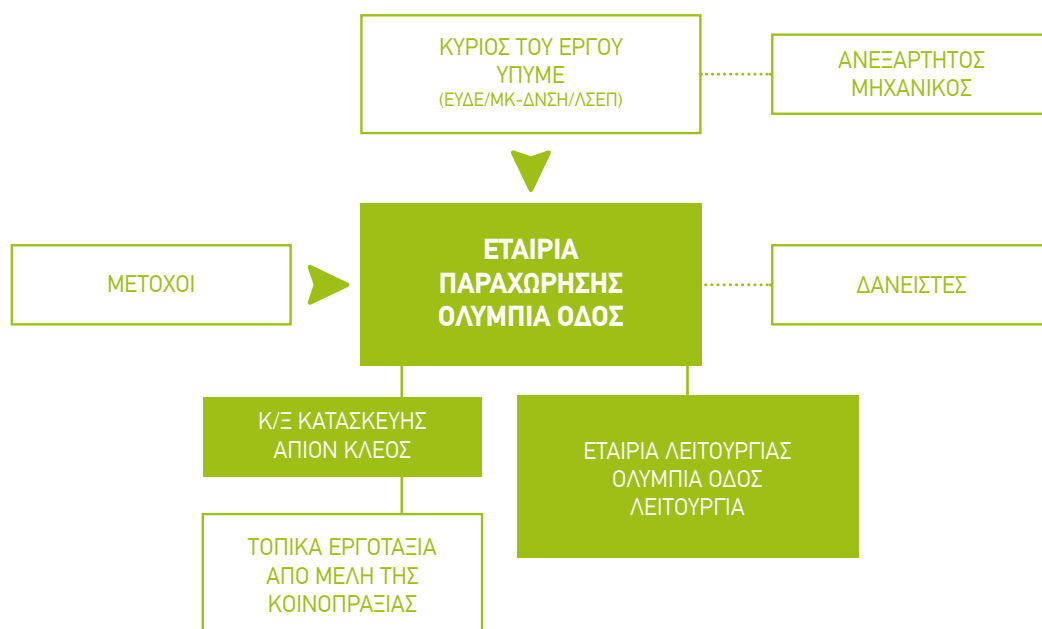 ΚΥΡΙΟΣ ΤΟΥ ΕΡΓΟΥ
ΥΠΥΜΕ
(ΕΥΔΕ/ΜΚ-ΔΝΣΗ/ΛΣΕΠ)
ΑΝΕΞΑΡΤΗΤΟΣ
ΜΗΧΑΝΙΚΟΣ
ΜΕΤΟΧΟΙ
ΕΤΑΙΡΙΑ
ΠΑΡΑΧΩΡΗΣΗΣ
ΟΛΥΜΠΙΑ ΟΔΟΣ
ΔΑΝΕΙΣΤΕΣ
Κ/Ξ ΚΑΤΑΣΚΕΥΗΣ
ΑΠΙΟΝ ΚΛΕΟΣ
ΕΤΑΙΡΙΑ ΛΕΙΤΟΥΡΓΙΑΣ
ΟΛΥΜΠΙΑ ΟΔΟΣ
ΛΕΙΤΟΥΡΓΙΑ
ΤΟΠΙΚΑ ΕΡΓΟΤΑΞΙΑ
ΑΠΟ ΜΕΛΗ ΤΗΣ
ΚΟΙΝΟΠΡΑΞΙΑΣ